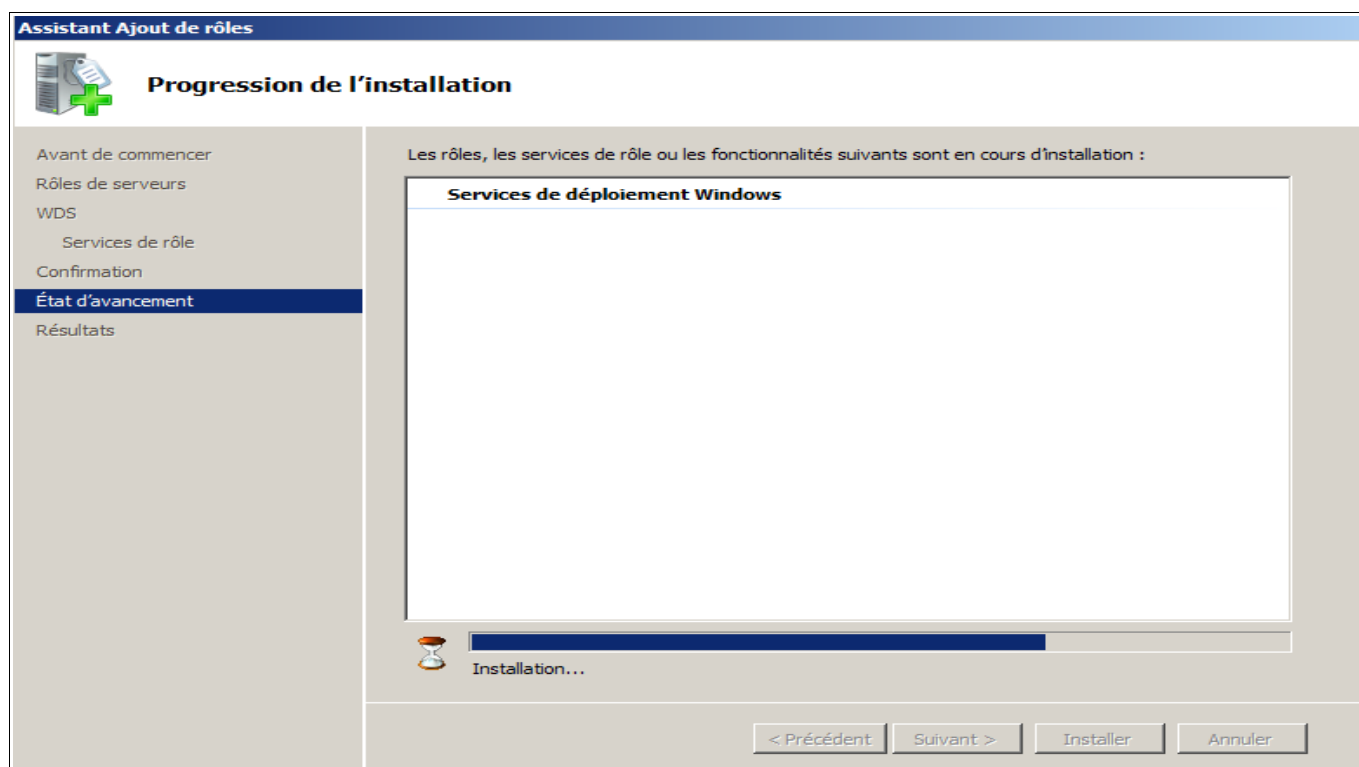 Assistant Ajout de rôles
Progression de l’installation
Avant de commencer
Rôles de serveurs
WDS
Services de rôle
Confirmation
État d’avancement
Résultats
Les rôles, les services de rôle ou les fonctionnalités suivants sont en cours d’installation :
Services de déploiement Windows
Installation...
< Précédent
Suivant >
Installer
Annuler